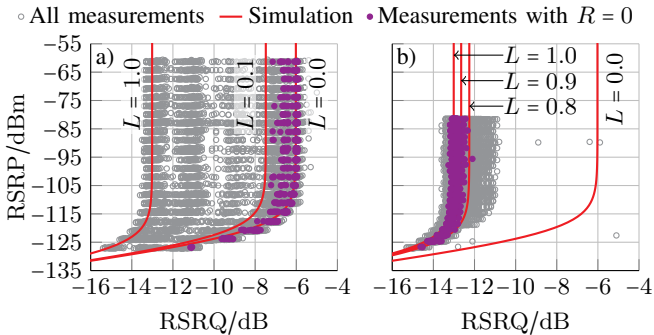 All measurements Simulation Measurements with R = 0
a) b)
RSRP/dBm
−55
−65
−75
−85
−95
−105
−115
−125
−135
L = 1.0
L = 0.1
L = 0.0
L = 1.0
L = 0.9
L = 0.8
L = 0.0
−16 −14 −12 −10 −8 −6 −4
−16 −14 −12 −10 −8 −6 −4
RSRQ/dB RSRQ/dB